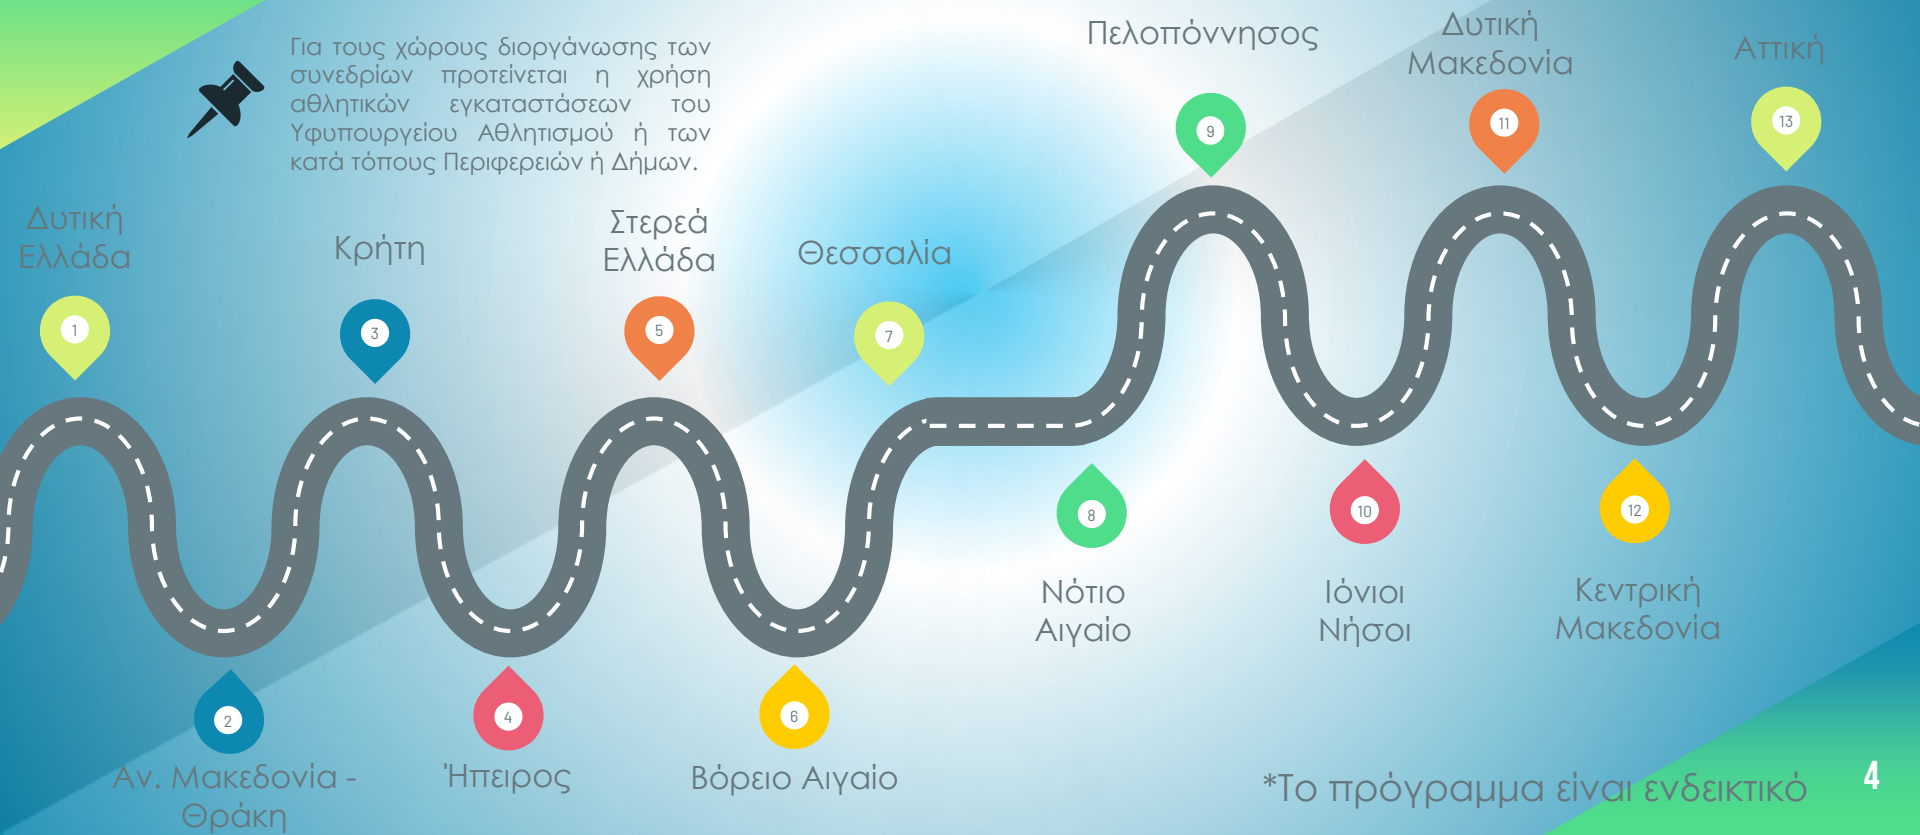 Για τους χώρους διοργάνωσης των
συνεδρίων προτείνεται η χρήση
αθλητικών εγκαταστάσεων του
Υφυπουργείου Αθλητισμού ή των
κατά τόπους Περιφερειών ή Δήμων.
Δυτική
Ελλάδα
1
2
Αν. Μακεδονία -
Θράκη
Κρήτη
3
4
Ήπειρος
Στερεά
Ελλάδα
5
6
Βόρειο Αιγαίο
Θεσσαλία
7
8
Νότιο
Αιγαίο
Πελοπόννησος
9
10
Ιόνιοι
Νήσοι
Δυτική
Μακεδονία
11
12
Κεντρική
Μακεδονία
Αττική
13
*Το πρόγραμμα είναι ενδεικτικό
4